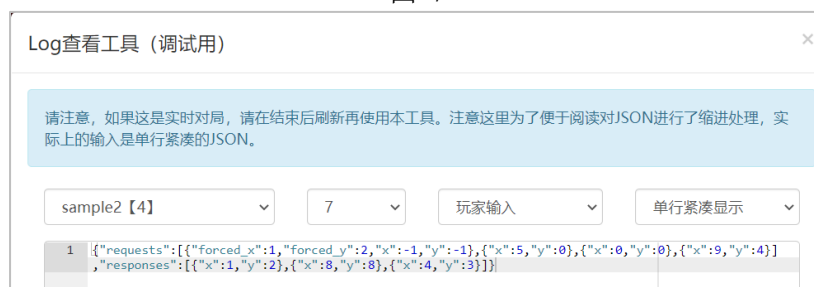 Log查看工具（调试用）
×
请注意，如果这是实时对局，请在结束后刷新再使用本工具。注意这里为了便于阅读对JSON进行了缩进处理，实
际上的输入是单行紧凑的JSON。
sample2【4】 7 玩家输入 单行紧凑显示
1 {"requests":[{"forced_x":1,"forced_y":2,"x":-1,"y":-1},{"x":5,"y":0},{"x":0,"y":0},{"x":9,"y":4}]
,"responses":[{"x":1,"y":2},{"x":8,"y":8},{"x":4,"y":3}]}